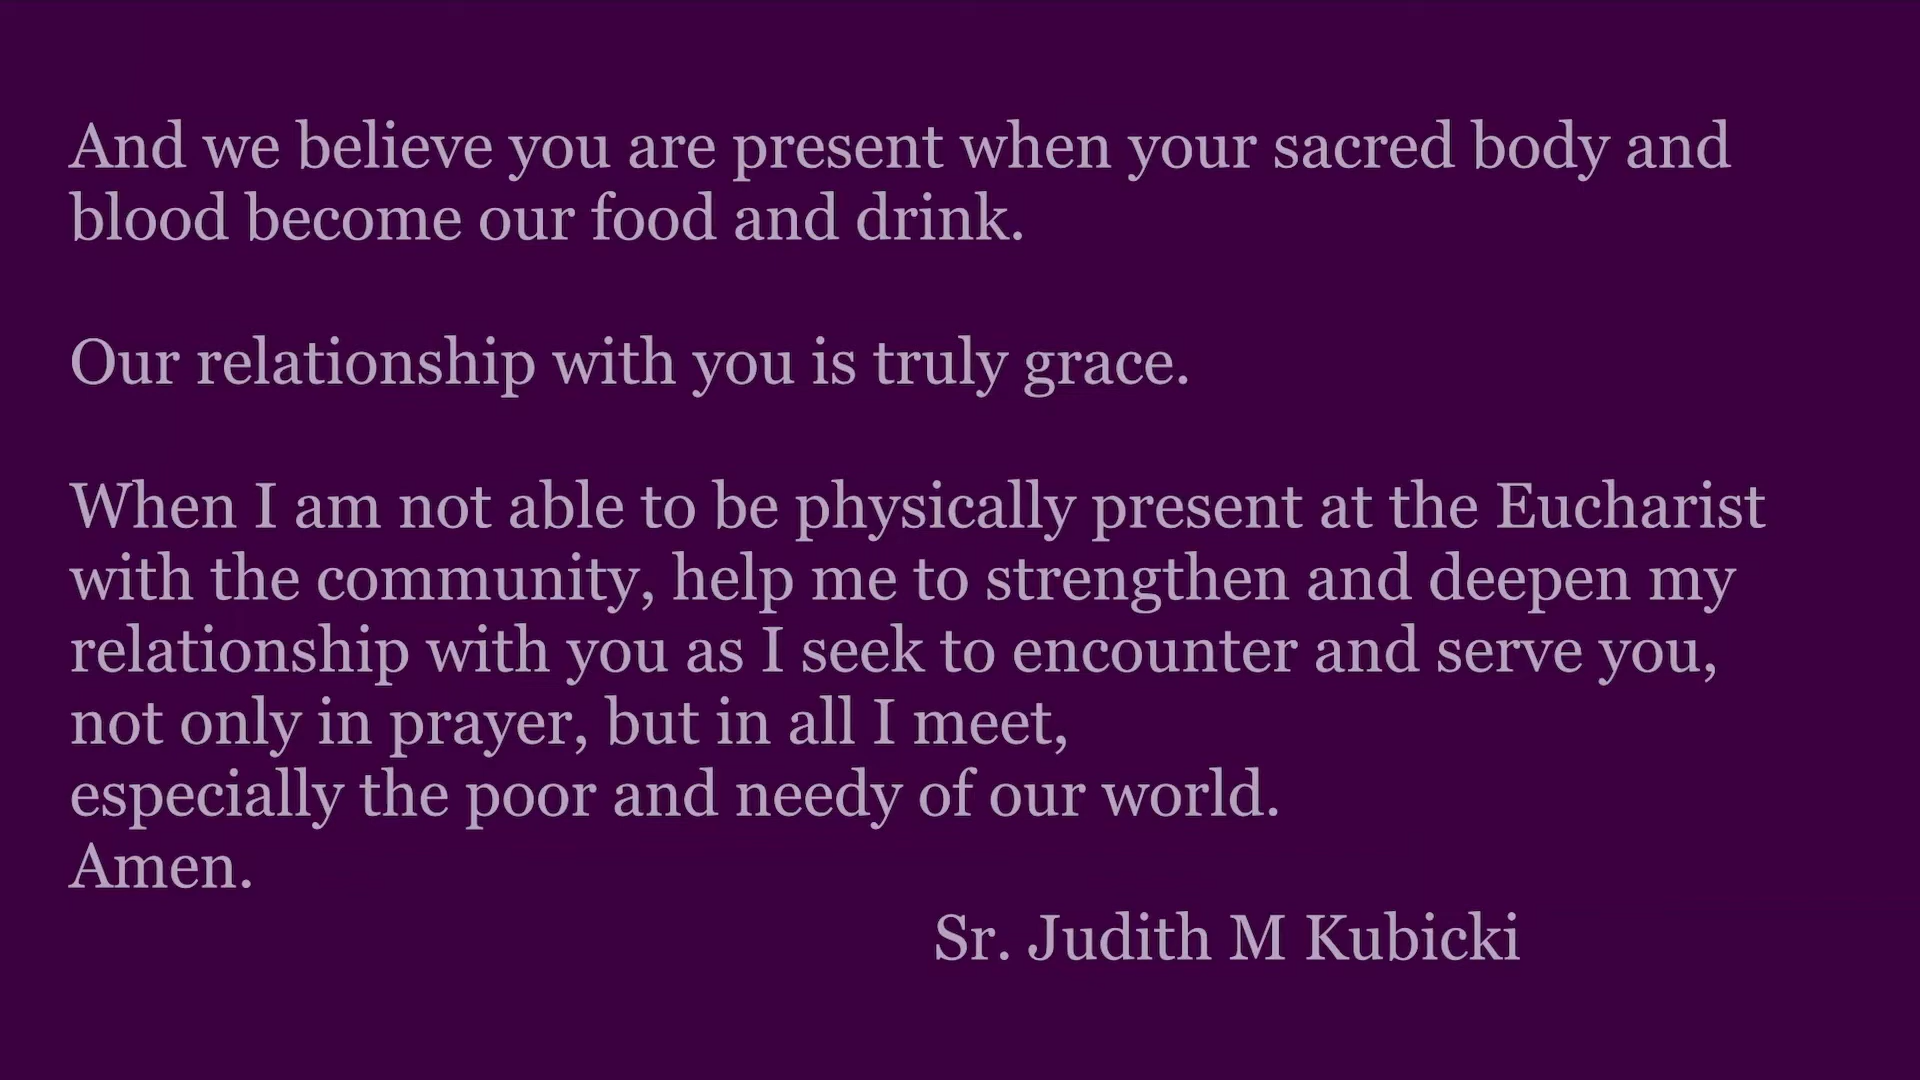 And we believe you are present when your sacred body and
blood become our food and drink.
Our relationship with you is truly grace.
When I am not able to be physically present at the Eucharist
with the community, help me to strengthen and deepen my
relationship with you as I seek to encounter and serve you,
not only in prayer, but in all I meet,
especially the poor and needy of our world.
Amen.
Sr. Judith M Kubicki